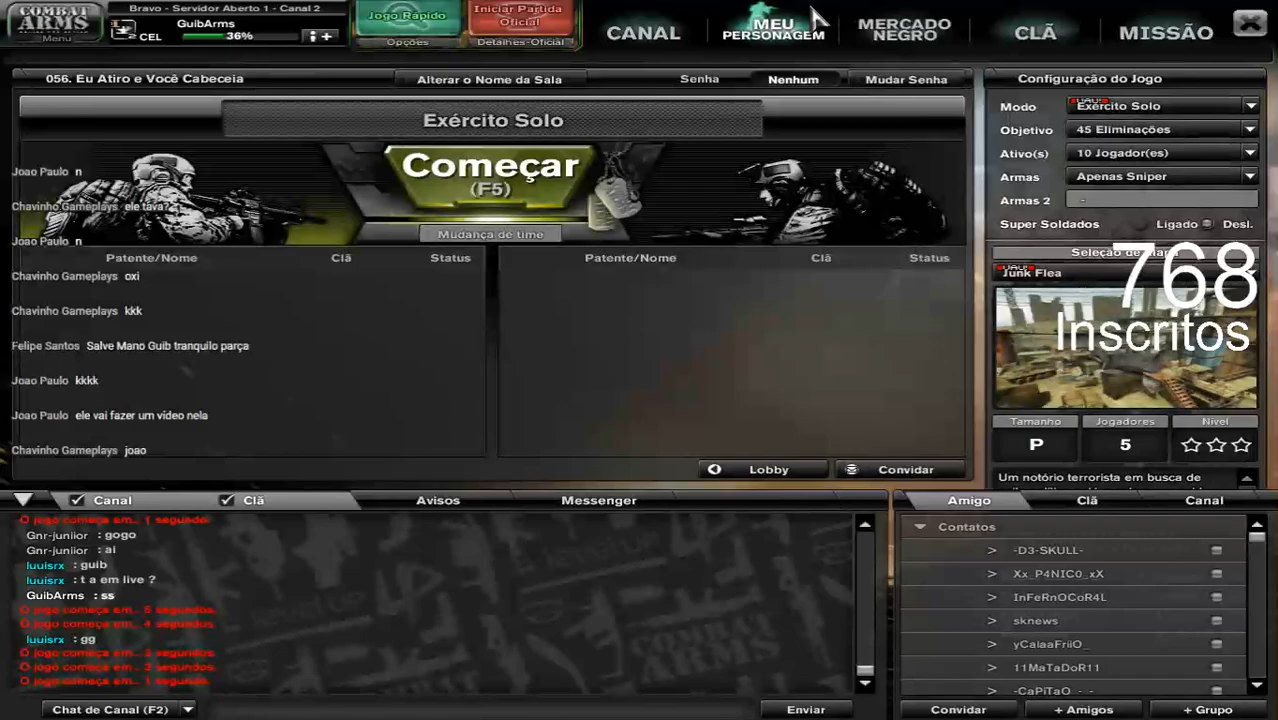 COMBAT ARMS
Menu
Bravo - Servidor Aberto 1 - Canal 2
GuibArms
CEL
36%
Jogo Rápido
Opções
Iniciar Partida Oficial
Detalhes-Oficial
CANAL
MEU PERSONAGEM
MERCADO NEGRO
CLÃ
MISSÃO
056. Eu Atiro e Você Cabeceia
Alterar o Nome da Sala
Senha
Nenhum
Mudar Senha
Exército Solo
Começar
(F5)
Mudança de time
Patente/Nome Clã Status
Patente/Nome Clã Status
Joao Paulo n
Chavinho Gameplays ele tava?
Joao Paulo n
Chavinho Gameplays oxi
Chavinho Gameplays kkk
Felipe Santos Salve Mano Guib tranquilo parça
Joao Paulo kkkk
Joao Paulo ele vai fazer um vídeo nela
Chavinho Gameplays joao
Lobby
Convidar
Configuração do Jogo
Modo Exército Solo
Objetivo 45 Eliminações
Ativo(s) 10 Jogador(es)
Armas Apenas Sniper
Armas 2 -
Super Soldados Ligado Desl.
Seleção de Mapa
Junk Flea
768
Inscritos
Tamanho Jogadores Nível
P 5
Um notório terrorista em busca de
Canal
Clã
Avisos
Messenger
O jogo começa em... 1 segundo.
Gnr-juniior : gogo
Gnr-juniior : ai
luuisrx : guib
luuisrx : t a em live ?
GuibArms : ss
O jogo começa em... 5 segundos.
O jogo começa em... 4 segundos.
luuisrx : gg
O jogo começa em... 3 segundos.
O jogo começa em... 2 segundos.
O jogo começa em... 1 segundo.
Chat de Canal (F2)
Enviar
Amigo Clã Canal
Contatos
> -D3-SKULL-
> Xx_P4NIC0_xX
> InFeRnOCoR4L
> sknews
> yCalaaFriiO_
> 11MaTaDoR11
> -CaPiTaO_-_-
Convidar
+ Amigos
+ Grupo